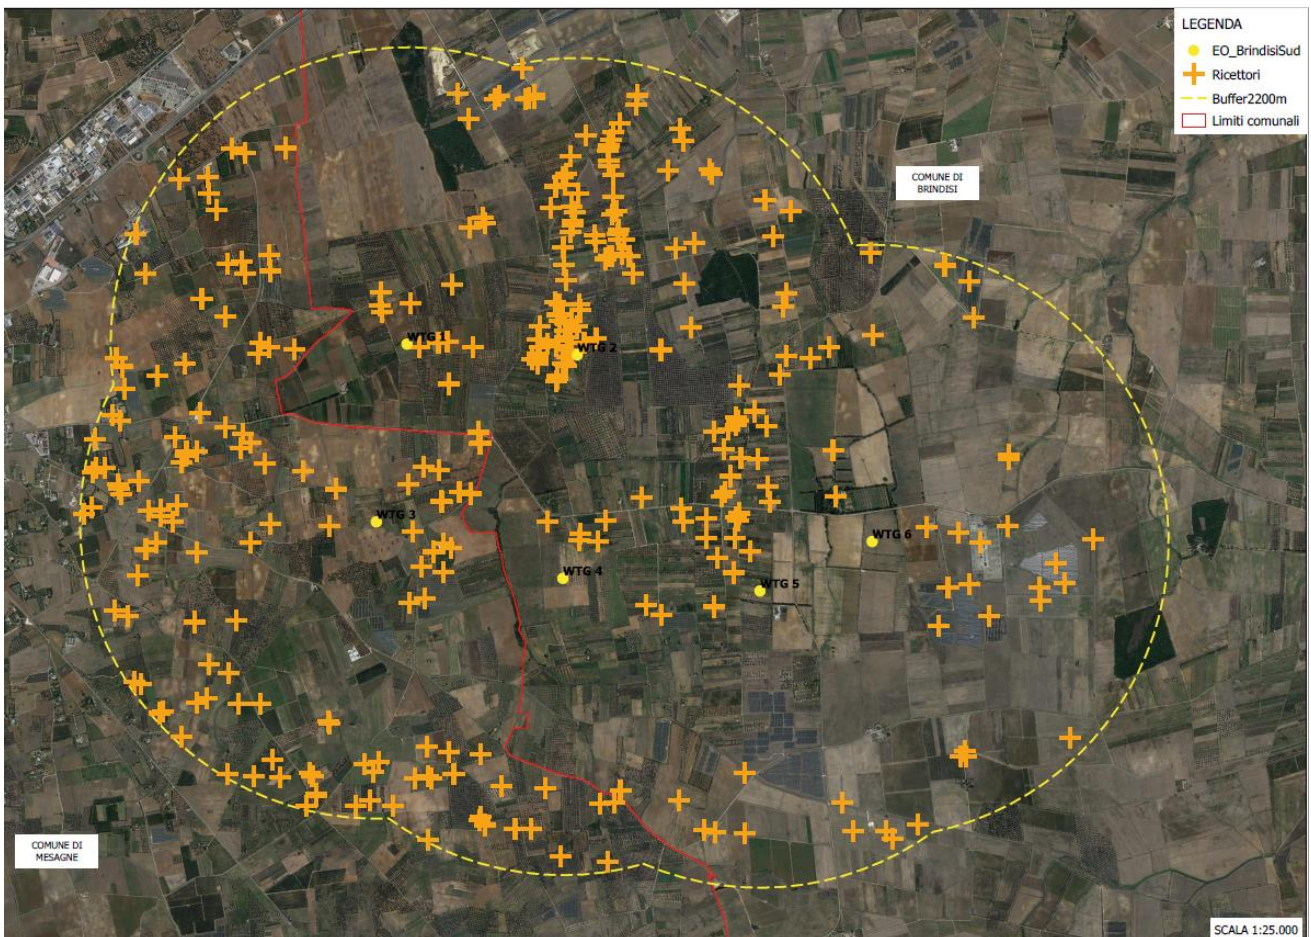 LEGENDA
EO_BrindisiSud
Ricettori
Buffer2200m
Limiti comunali
COMUNE DI
BRINDISI
WTG 1
WTG 2
WTG 3
WTG 4
WTG 5
WTG 6
COMUNE DI
MESAGNE
SCALA 1:25.000